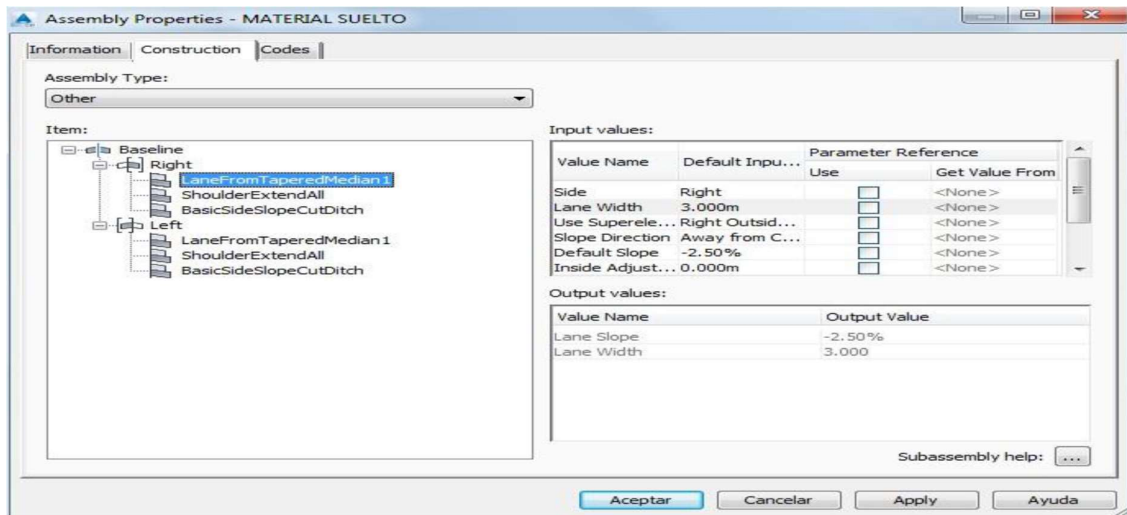 Assembly Properties - MATERIAL SUELTO
Information Construction Codes
Assembly Type:
Other
Item:
Baseline
Right
LaneFromTaperedMedian1
ShoulderExtendAll
BasicSideSlopeCutDitch
Left
LaneFromTaperedMedian1
ShoulderExtendAll
BasicSideSlopeCutDitch
Input values:
Value Name Default Inpu... Parameter Reference
Use Get Value From
Side Right <None>
Lane Width 3.000m <None>
Use Superele... Right Outsid... <None>
Slope Direction Away from C... <None>
Default Slope -2.50% <None>
Inside Adjust... 0.000m <None>
Output values:
Value Name Output Value
Lane Slope -2.50%
Lane Width 3.000
Subassembly help: ...
Aceptar Cancelar Apply Ayuda